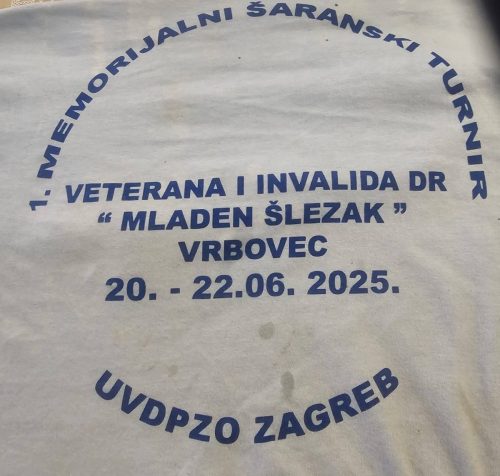 1. MEMORIJALNI ŠARANSKI TURNIR
VETERANA I INVALIDA DR
“ MLADEN ŠLEZAK ”
VRBOVEC
20. - 22.06. 2025.
UVDPZO ZAGREB